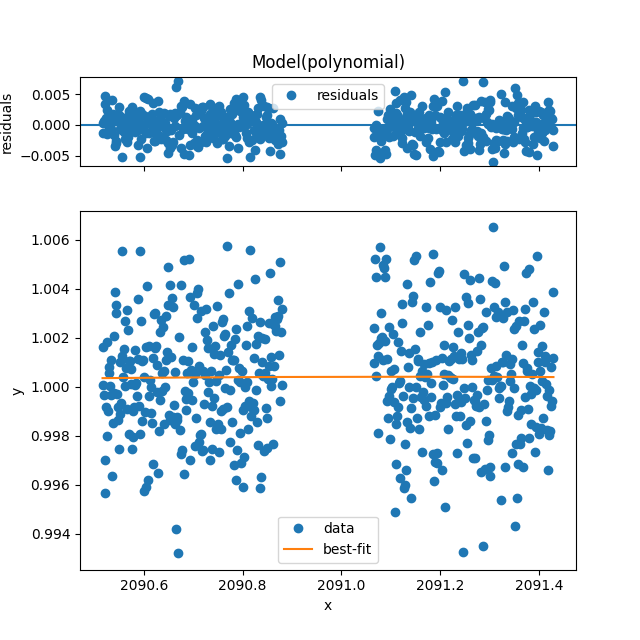 Model(polynomial)
residuals
0.005
0.000
−0.005
residuals
1.006
1.004
1.002
1.000
0.998
0.996
0.994
y
data
best-fit
2090.6 2090.8 2091.0 2091.2 2091.4
x